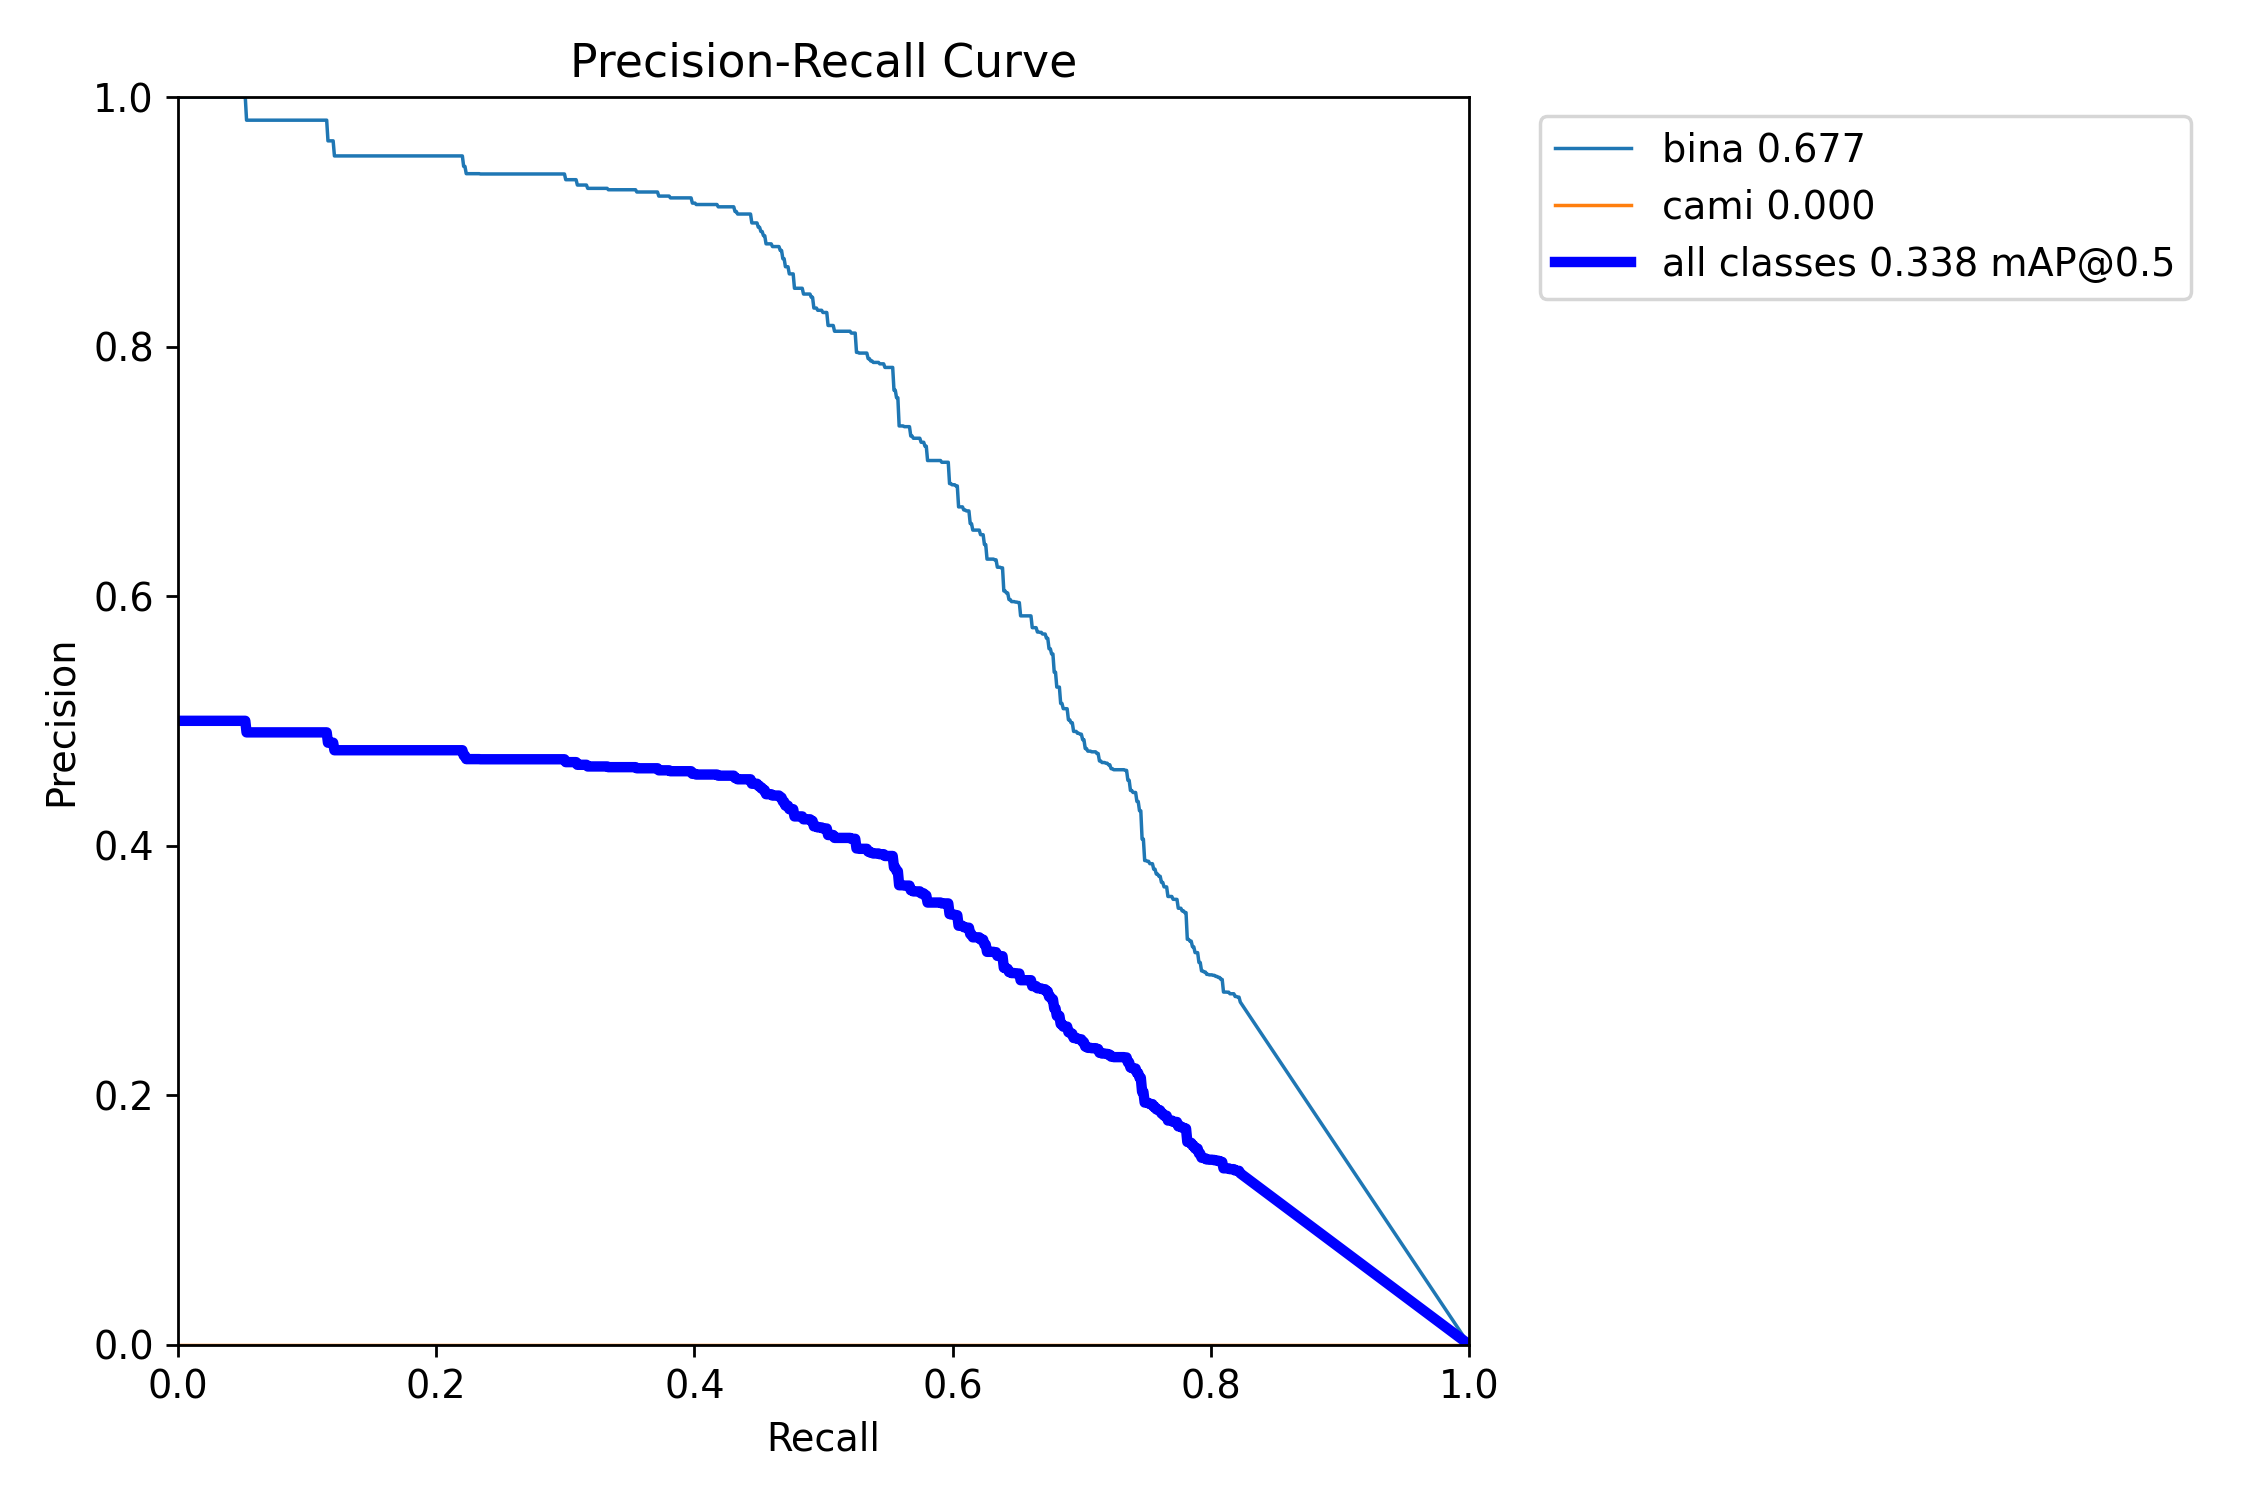 Precision-Recall Curve
bina 0.677
cami 0.000
all classes 0.338 mAP@0.5
Precision
1.0
0.8
0.6
0.4
0.2
0.0
0.0 0.2 0.4 0.6 0.8 1.0
Recall